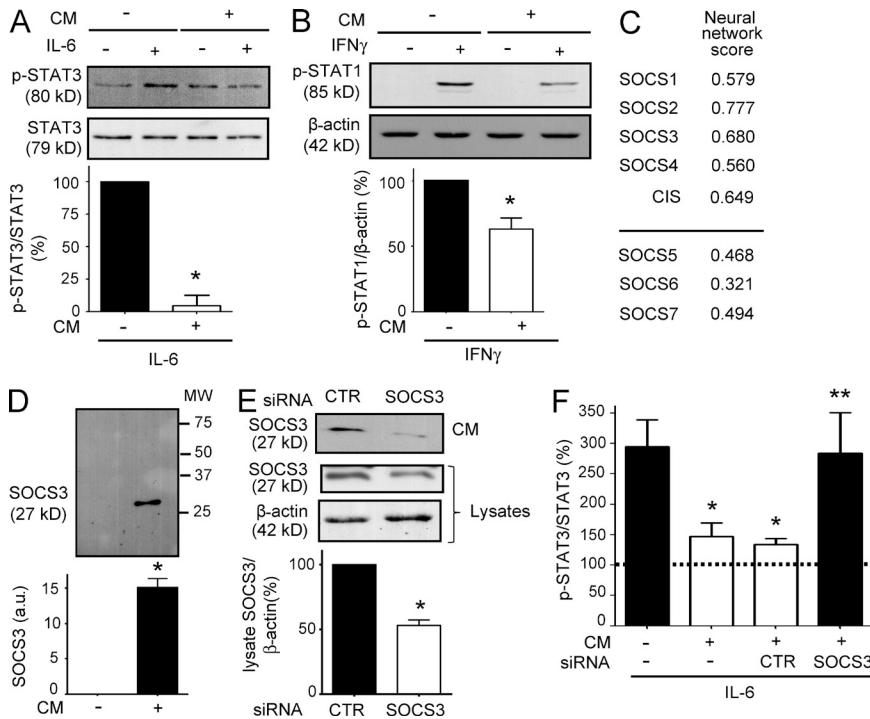 A
CM - +
IL-6 - + - +
p-STAT3
(80 kD)
STAT3
(79 kD)
p-STAT3/STAT3
(%)
100
75
50
25
0
*
CM - +
IL-6
B
CM - +
IFNγ - + - +
p-STAT1
(85 kD)
β-actin
(42 kD)
p-STAT1/β-actin (%)
100
50
0
*
CM - +
IFNγ
C
Neural
network
score
SOCS1 0.579
SOCS2 0.777
SOCS3 0.680
SOCS4 0.560
CIS 0.649
SOCS5 0.468
SOCS6 0.321
SOCS7 0.494
D
MW
75
50
37
25
SOCS3
(27 kD)
SOCS3 (a.u.)
15
10
5
0
*
CM - +
E
siRNA CTR SOCS3
SOCS3
(27 kD)
CM
SOCS3
(27 kD)
β-actin
(42 kD)
Lysates
lysate SOCS3/
β-actin(%)
100
50
0
*
siRNA CTR SOCS3
F
p-STAT3/STAT3 (%)
350
300
250
200
150
100
50
0
* * **
CM - + + +
siRNA - - CTR SOCS3
IL-6